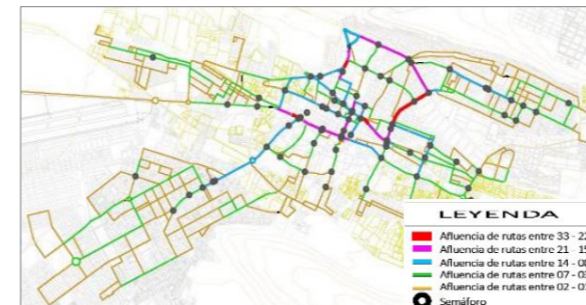 LEYENDA
Afluencia de rutas entre 33 - 22
Afluencia de rutas entre 21 - 15
Afluencia de rutas entre 14 - 08
Afluencia de rutas entre 07 - 03
Afluencia de rutas entre 02 - 01
Semáforo